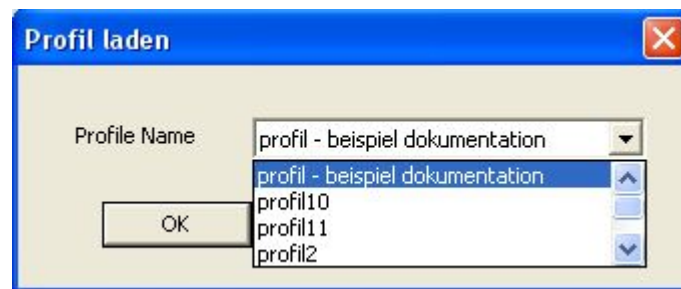 Profil laden
Profile Name
profil - beispiel dokumentation
profil - beispiel dokumentation
profil10
profil11
profil2
OK